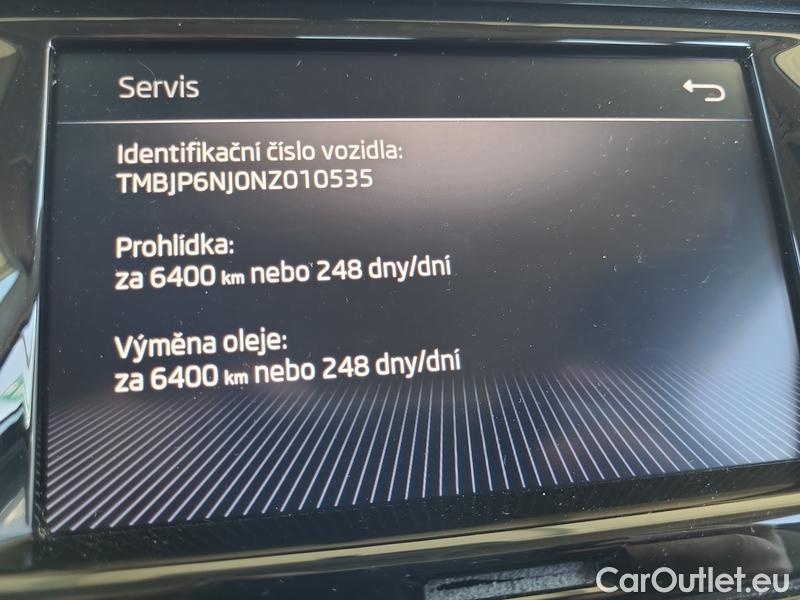 Servis
Identifikační číslo vozidla:
TMBJP6NJ0NZ010535
Prohlídka:
za 6400 km nebo 248 dny/dní
Výměna oleje:
za 6400 km nebo 248 dny/dní
CarOutlet.eu